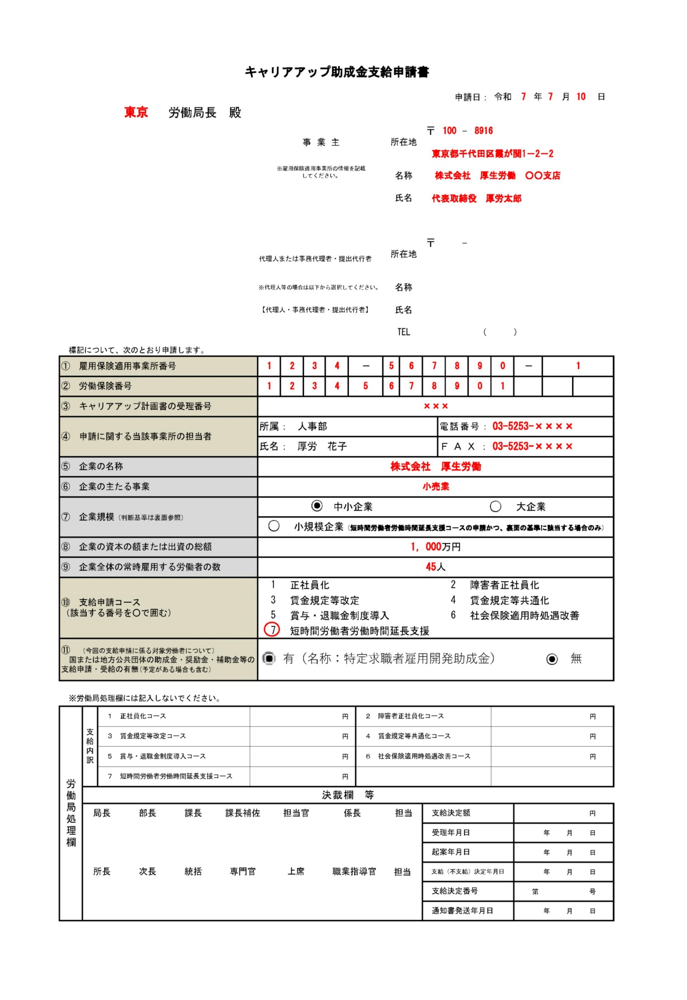 キャリアアップ助成金支給申請書
申請日： 令和 7 年 7 月 10 日
東京 労働局長 殿
〒 100 － 8916
事 業 主 所在地
東京都千代田区霞が関1－2－2
※雇用保険適用事業所の情報を記載
してください。
名称 株式会社 厚生労働 〇〇支店
氏名 代表取締役 厚労太郎
〒 －
代理人または事務代理者・提出代行者 所在地
※代理人等の場合は以下から選択してください。 名称
【代理人・事務代理者・提出代行者】 氏名
TEL （ ）
標記について、次のとおり申請します。
① 雇用保険適用事業所番号 1 2 3 4 － 5 6 7 8 9 0 － 1
② 労働保険番号 1 2 3 4 5 6 7 8 9 0 1
③ キャリアアップ計画書の受理番号 ×××
④ 申請に関する当該事業所の担当者
所属： 人事部 電話番号：03-5253-××××
氏名： 厚労 花子 ＦＡＸ：03-5253-××××
⑤ 企業の名称 株式会社 厚生労働
⑥ 企業の主たる事業 小売業
⑦ 企業規模（判断基準は裏面参照）
◉ 中小企業 ○ 大企業
○ 小規模企業（短時間労働者労働時間延長支援コースの申請かつ、裏面の基準に該当する場合のみ）
⑧ 企業の資本の額または出資の総額 1，000万円
⑨ 企業全体の常時雇用する労働者の数 45人
⑩ 支給申請コース
（該当する番号を〇で囲む）
1 正社員化 2 障害者正社員化
3 賃金規定等改定 4 賃金規定等共通化
5 賞与・退職金制度導入 6 社会保険適用時処遇改善
7 短時間労働者労働時間延長支援
⑪ （今回の支給申請に係る対象労働者について）
国または地方公共団体の助成金・奨励金・補助金等の
支給申請・受給の有無（予定がある場合も含む）
◉ 有（名称：特定求職者雇用開発助成金） ◉ 無
※労働局処理欄には記入しないでください。
労働局処理欄
支給内訳
1 正社員化コース 円 2 障害者正社員化コース 円
3 賃金規定等改定コース 円 4 賃金規定等共通化コース 円
5 賞与・退職金制度導入コース 円 6 社会保険適用時処遇改善コース 円
7 短時間労働者労働時間延長支援コース 円
決裁欄 等
局長 部長 課長 課長補佐 担当官 係長 担当
支給決定額 円
受理年月日 年 月 日
起案年月日 年 月 日
所長 次長 統括 専門官 上席 職業指導官 担当
支給（不支給）決定年月日 年 月 日
支給決定番号 第 号
通知書発送年月日 年 月 日